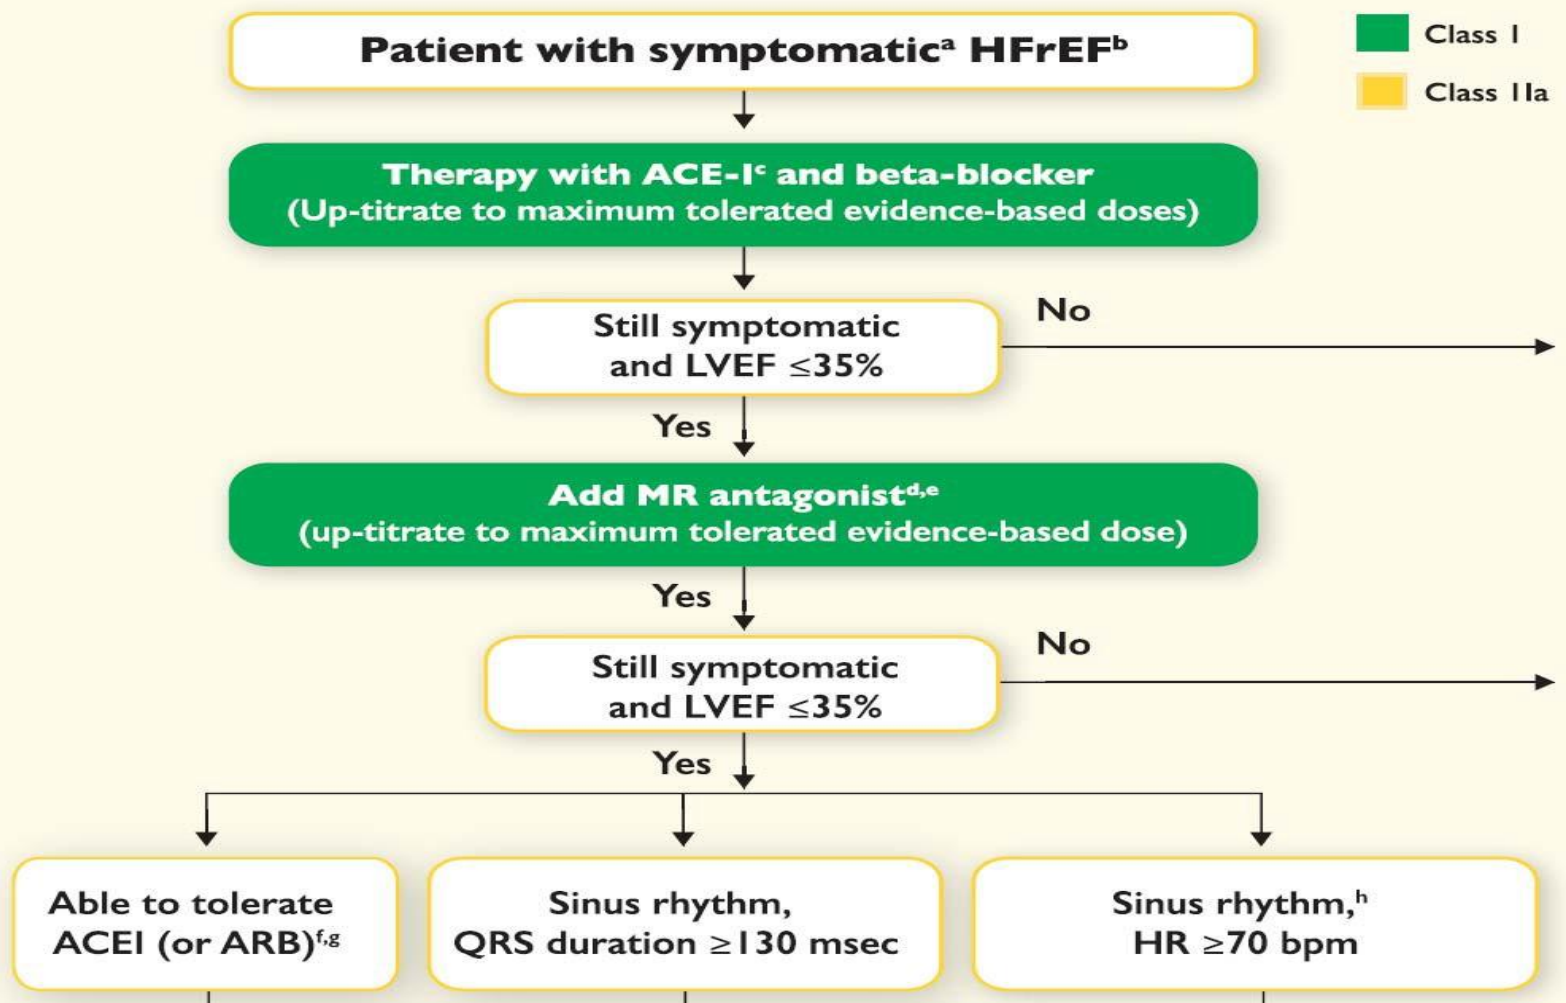 Patient with symptomaticᵃ HFrEFᵇ
Class I
Class IIa
Therapy with ACE-Iᶜ and beta-blocker
(Up-titrate to maximum tolerated evidence-based doses)
Still symptomatic
and LVEF ≤35%
No
Yes
Add MR antagonistᵈ,ᵉ
(up-titrate to maximum tolerated evidence-based dose)
Yes
Still symptomatic
and LVEF ≤35%
No
Yes
Able to tolerate
ACEI (or ARB)ᶠ,ᵍ
Sinus rhythm,
QRS duration ≥130 msec
Sinus rhythm,ʰ
HR ≥70 bpm